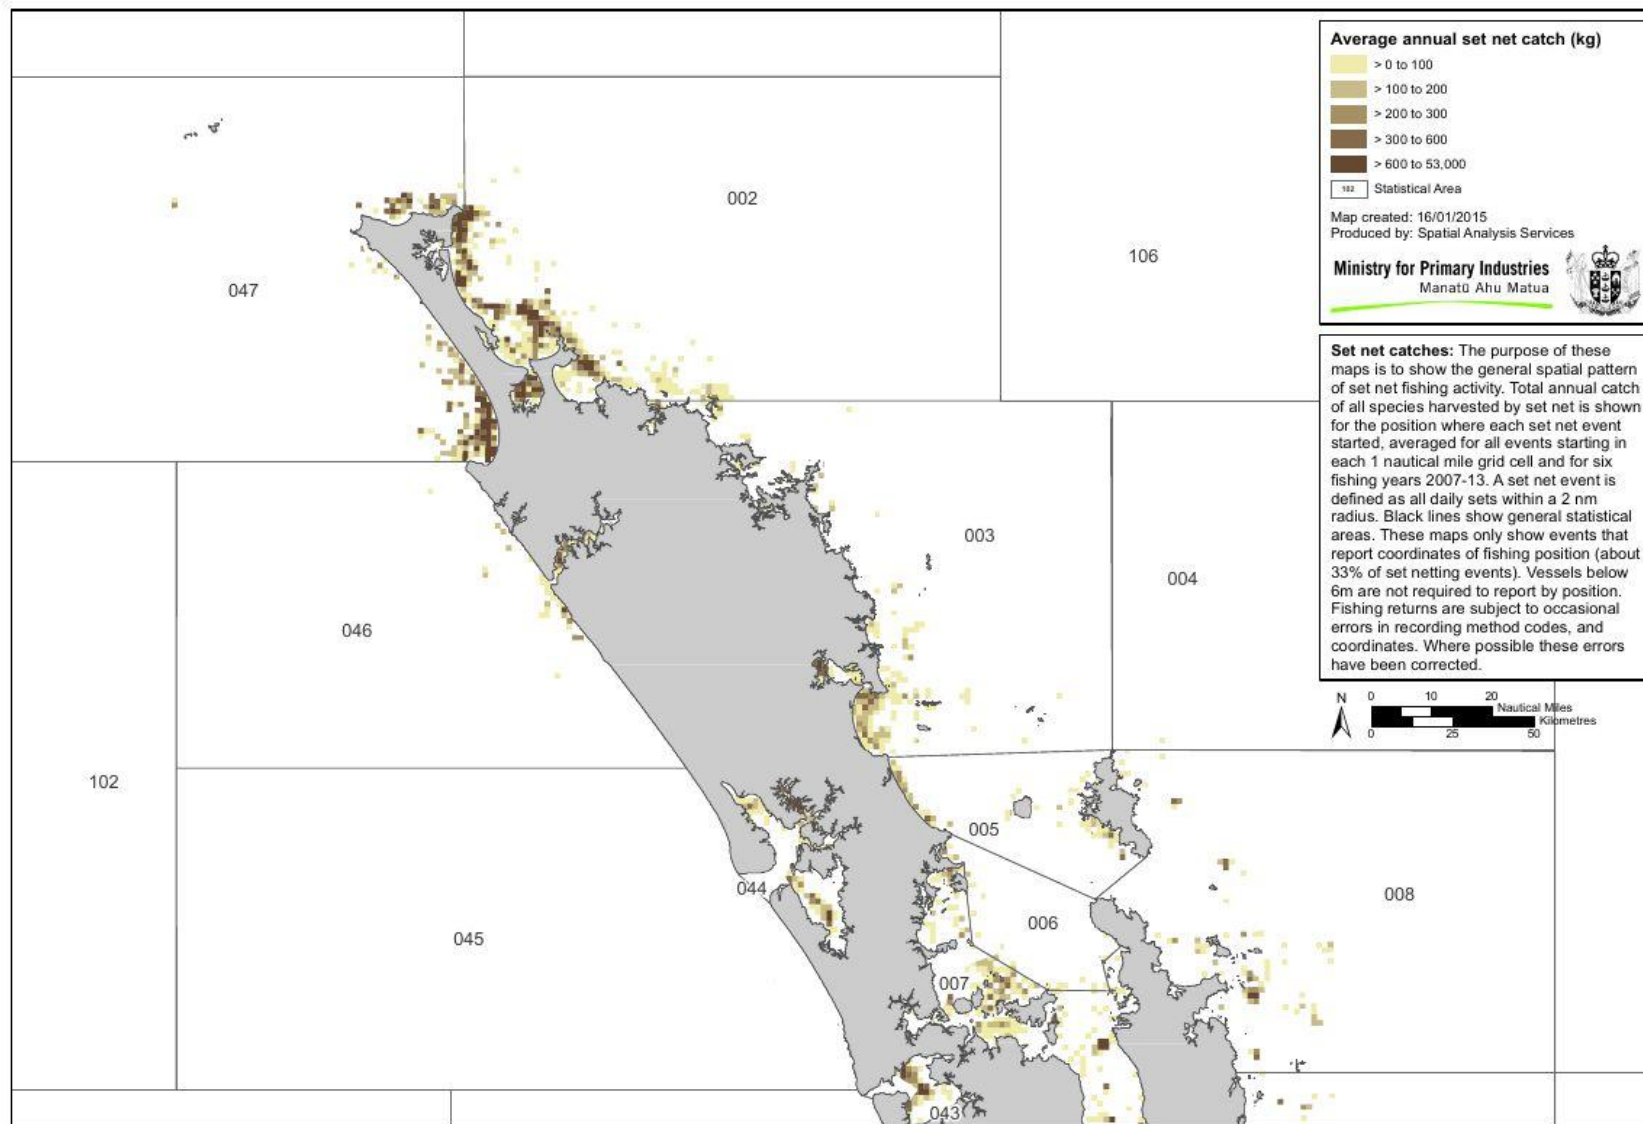 Average annual set net catch (kg)
> 0 to 100
> 100 to 200
> 200 to 300
> 300 to 600
> 600 to 53,000
102 Statistical Area
Map created: 16/01/2015
Produced by: Spatial Analysis Services
Ministry for Primary Industries
Manatū Ahu Matua
Set net catches: The purpose of these
maps is to show the general spatial pattern
of set net fishing activity. Total annual catch
of all species harvested by set net is shown
for the position where each set net event
started, averaged for all events starting in
each 1 nautical mile grid cell and for six
fishing years 2007-13. A set net event is
defined as all daily sets within a 2 nm
radius. Black lines show general statistical
areas. These maps only show events that
report coordinates of fishing position (about
33% of set netting events). Vessels below
6m are not required to report by position.
Fishing returns are subject to occasional
errors in recording method codes, and
coordinates. Where possible these errors
have been corrected.
N
0 10 20
Nautical Miles
Kilometres
0 25 50
002
106
047
003
004
046
102
005
044
008
006
045
007
043